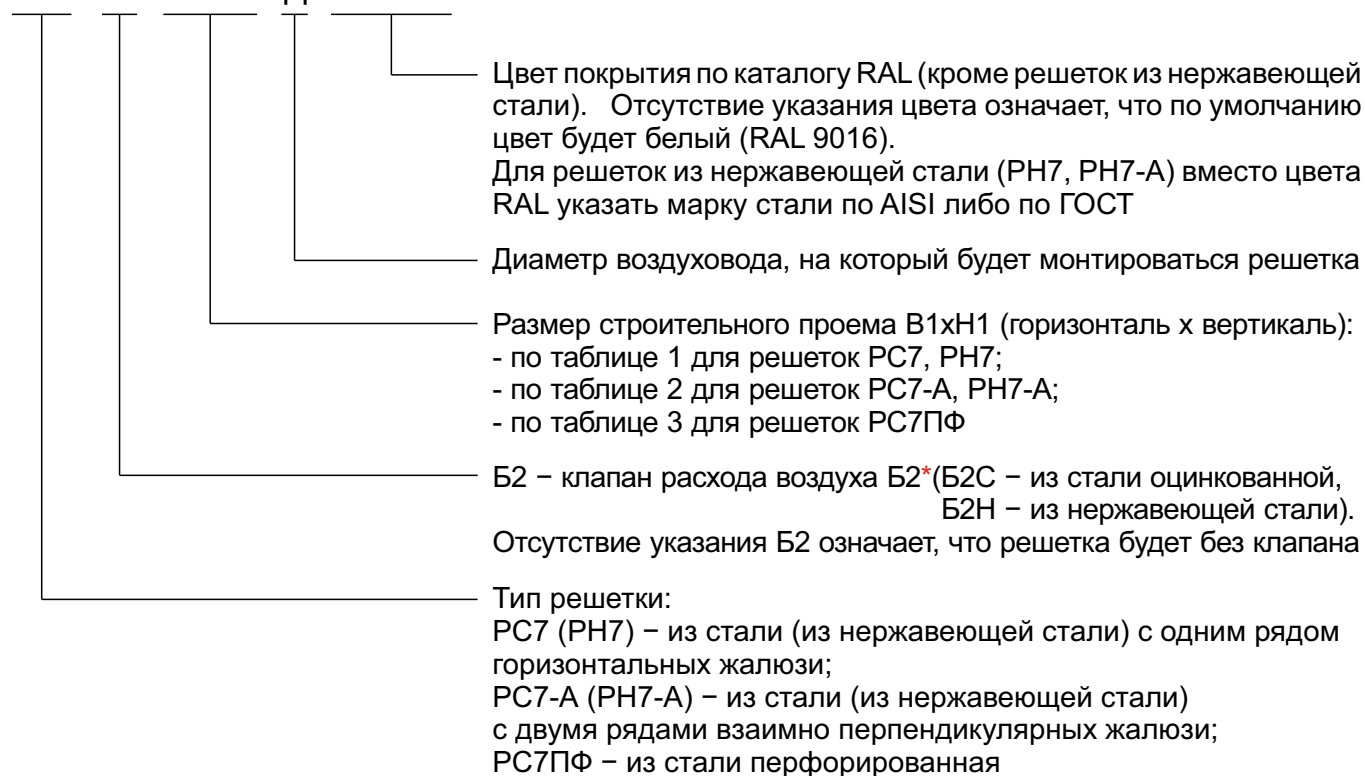 Цвет покрытия по каталогу RAL (кроме решеток из нержавеющей
стали). Отсутствие указания цвета означает, что по умолчанию
цвет будет белый (RAL 9016).
Для решеток из нержавеющей стали (РН7, РН7-А) вместо цвета
RAL указать марку стали по AISI либо по ГОСТ
Диаметр воздуховода, на который будет монтироваться решетка
Размер строительного проема В1хН1 (горизонталь х вертикаль):
- по таблице 1 для решеток РС7, РН7;
- по таблице 2 для решеток РС7-А, РН7-А;
- по таблице 3 для решеток РС7ПФ
Б2 − клапан расхода воздуха Б2*(Б2С − из стали оцинкованной,
Б2Н − из нержавеющей стали).
Отсутствие указания Б2 означает, что решетка будет без клапана
Тип решетки:
РС7 (РН7) − из стали (из нержавеющей стали) с одним рядом
горизонтальных жалюзи;
РС7-А (РН7-А) − из стали (из нержавеющей стали)
с двумя рядами взаимно перпендикулярных жалюзи;
РС7ПФ − из стали перфорированная